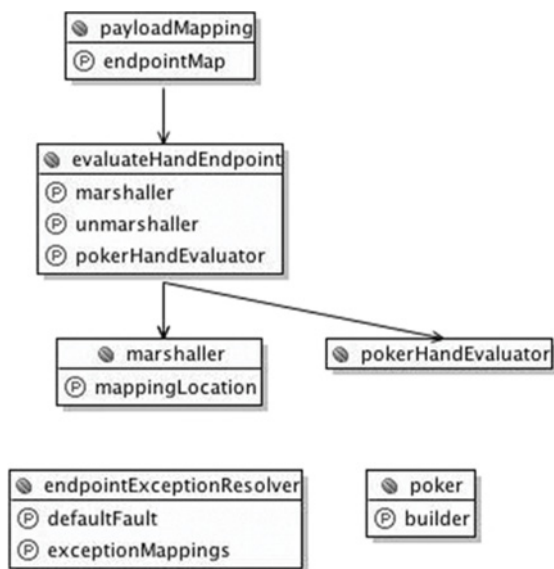 payloadMapping
P endpointMap
evaluateHandEndpoint
P marshaller
P unmarshaller
P pokerHandEvaluator
marshaller
P mappingLocation
pokerHandEvaluator
endpointExceptionResolver
P defaultFault
P exceptionMappings
poker
P builder